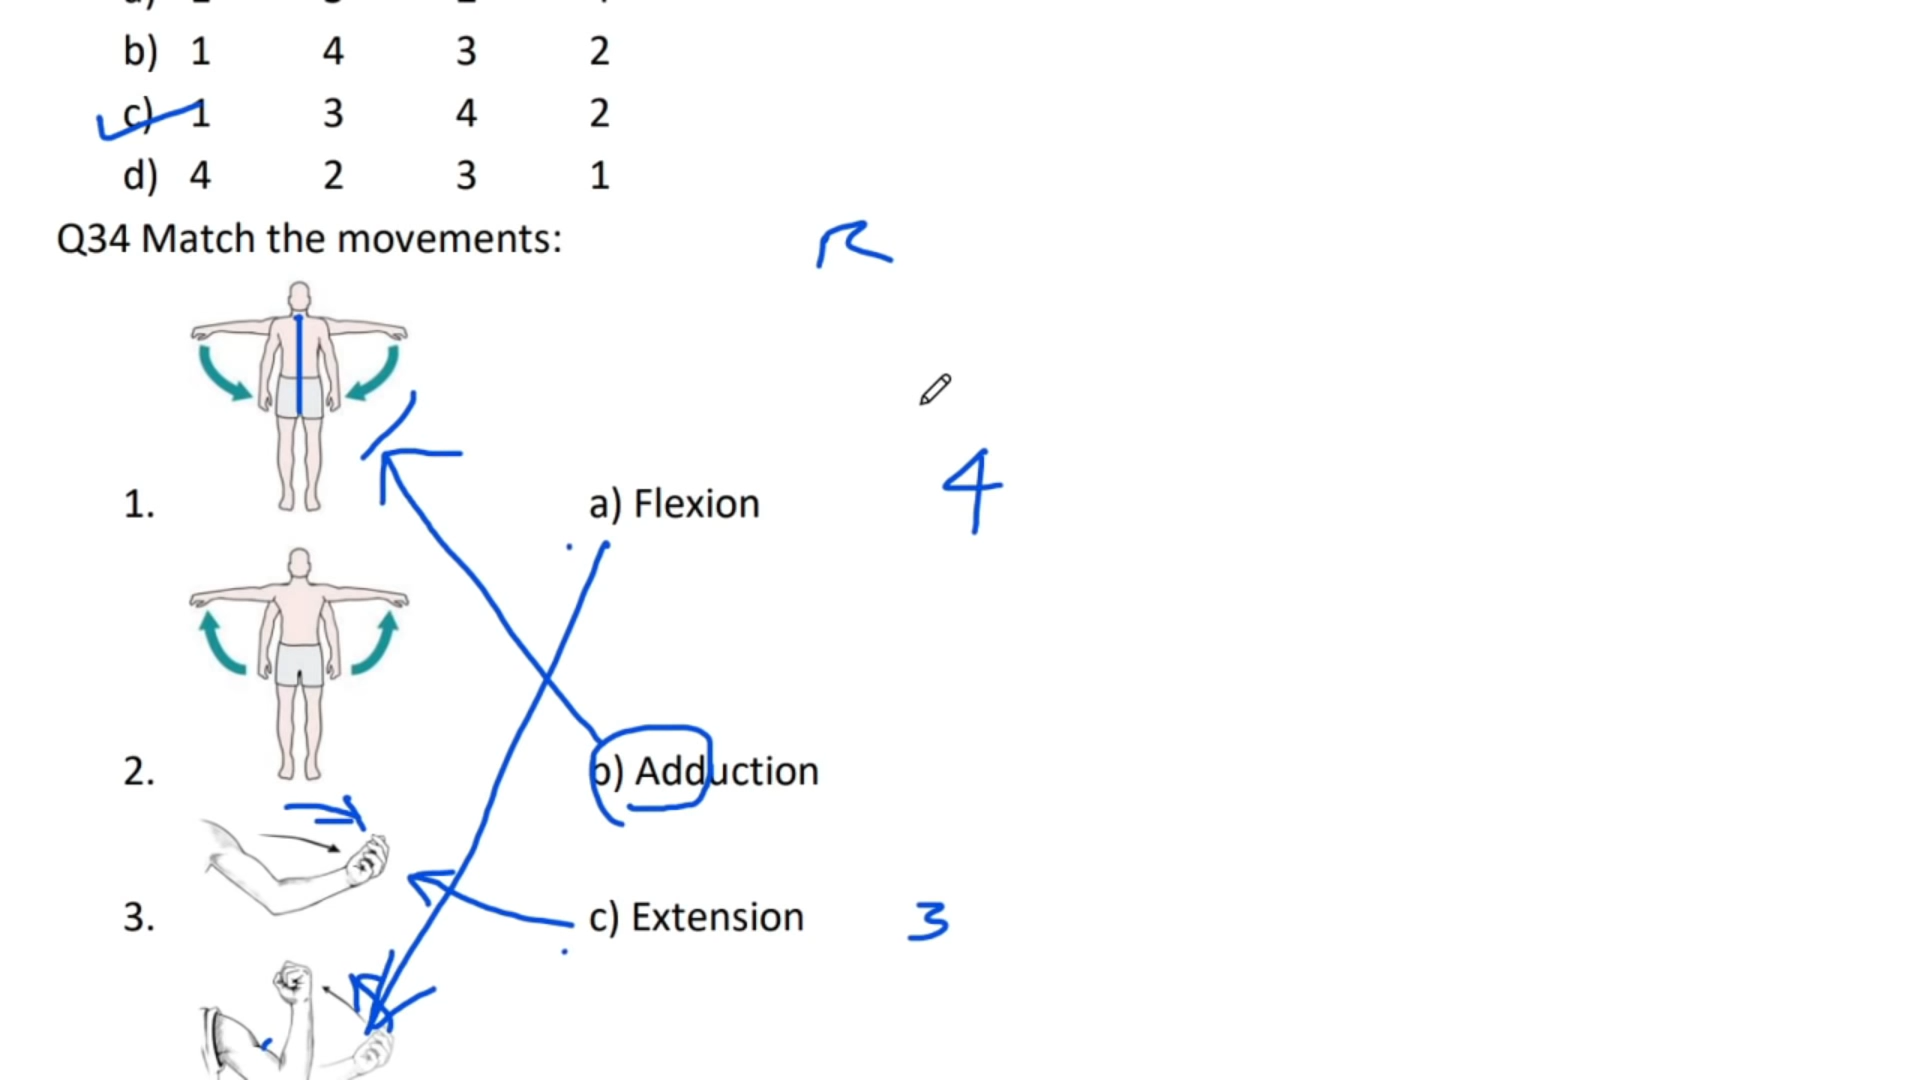 b) 1 4 3 2
c) 1 3 4 2
d) 4 2 3 1
Q34 Match the movements:
1. a) Flexion 4
2. b) Adduction
3. c) Extension 3